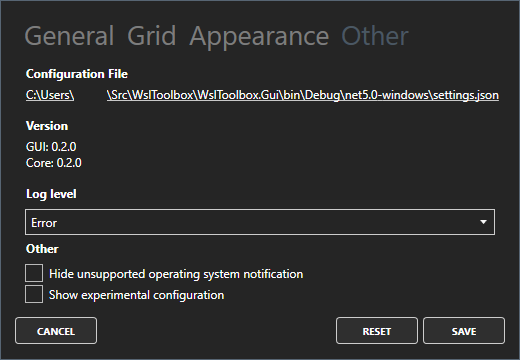 General Grid Appearance Other
Configuration File
C:\Users\ \Src\WslToolbox\WslToolbox.Gui\bin\Debug\net5.0-windows\settings.json
Version
GUI: 0.2.0
Core: 0.2.0
Log level
Error
Other
Hide unsupported operating system notification
Show experimental configuration
CANCEL RESET SAVE